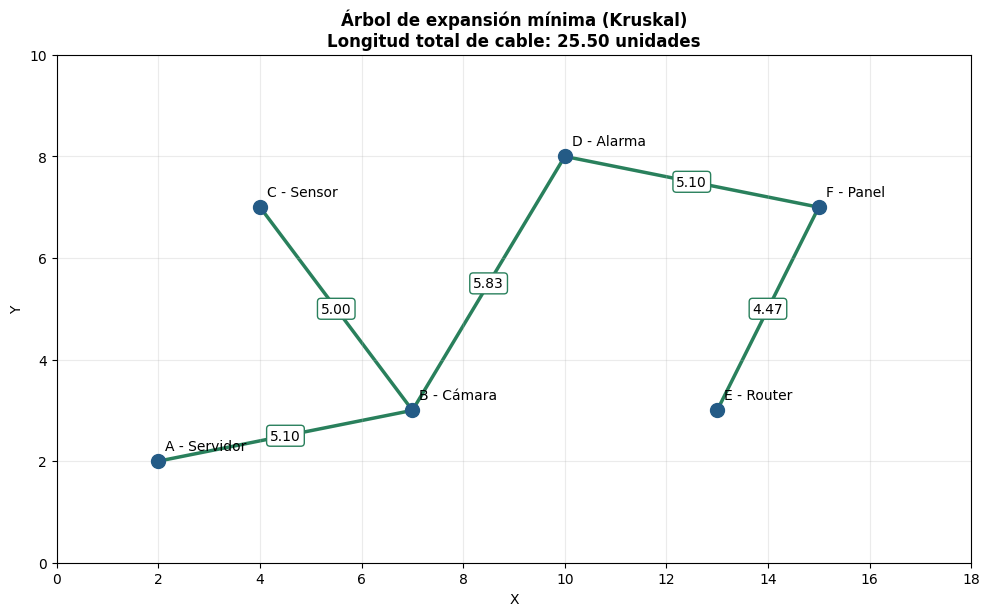 Árbol de expansión mínima (Kruskal)
Longitud total de cable: 25.50 unidades
10
8
6
4
2
0
Y
D - Alarma
C - Sensor
5.10
F - Panel
5.83
5.00
4.47
B - Cámara
E - Router
A - Servidor
5.10
0 2 4 6 8 10 12 14 16 18
X